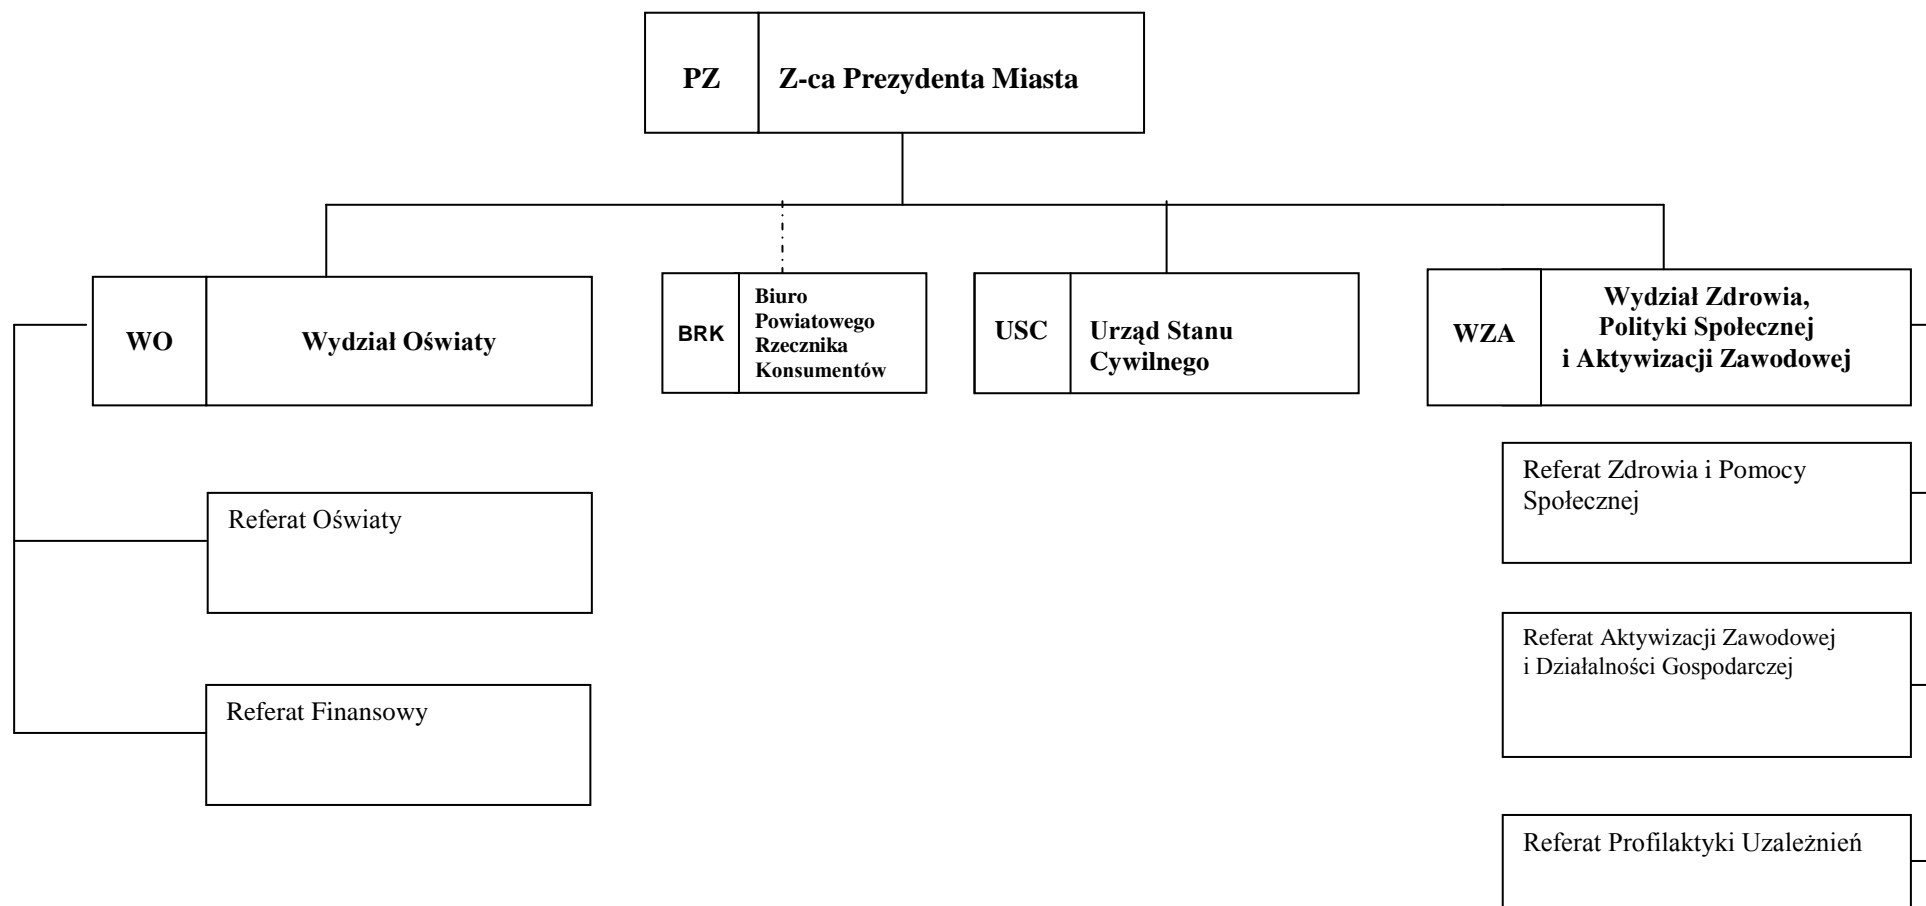 PZ
Z-ca Prezydenta Miasta
WO
Wydział Oświaty
BRK
Biuro
Powiatowego
Rzecznika
Konsumentów
USC
Urząd Stanu
Cywilnego
WZA
Wydział Zdrowia,
Polityki Społecznej
i Aktywizacji Zawodowej
Referat Oświaty
Referat Finansowy
Referat Zdrowia i Pomocy
Społecznej
Referat Aktywizacji Zawodowej
i Działalności Gospodarczej
Referat Profilaktyki Uzależnień